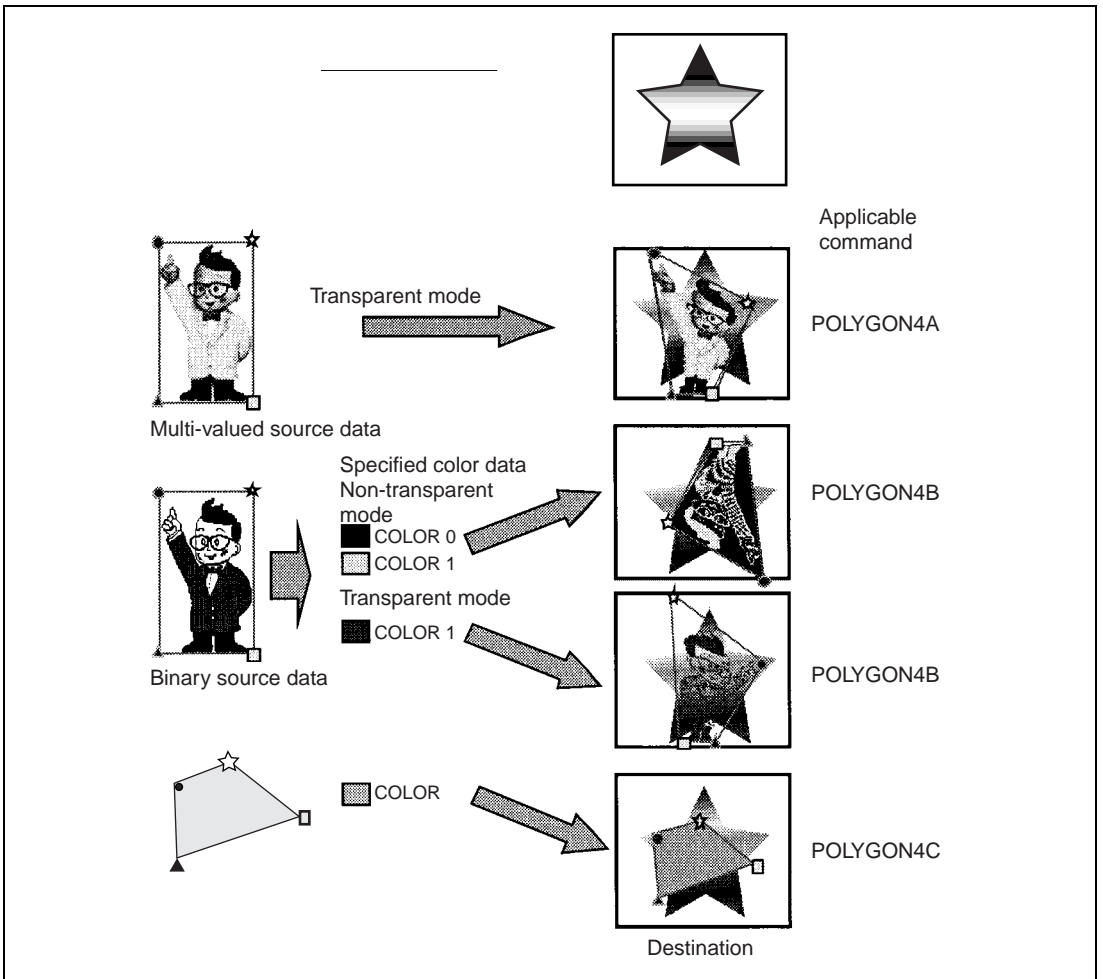 Applicable
command
Transparent mode
POLYGON4A
Multi-valued source data
Specified color data
Non-transparent
mode
COLOR 0
COLOR 1
POLYGON4B
Transparent mode
COLOR 1
POLYGON4B
Binary source data
COLOR
POLYGON4C
Destination